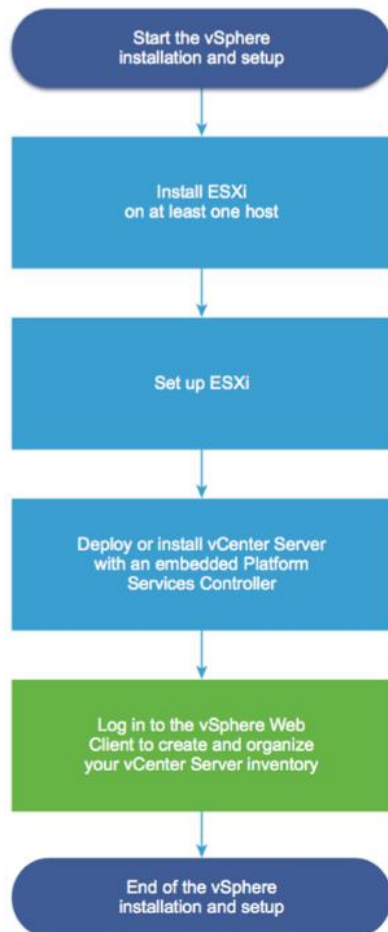 Start the vSphere
installation and setup
Install ESXi
on at least one host
Set up ESXi
Deploy or install vCenter Server
with an embedded Platform
Services Controller
Log in to the vSphere Web
Client to create and organize
your vCenter Server inventory
End of the vSphere
installation and setup